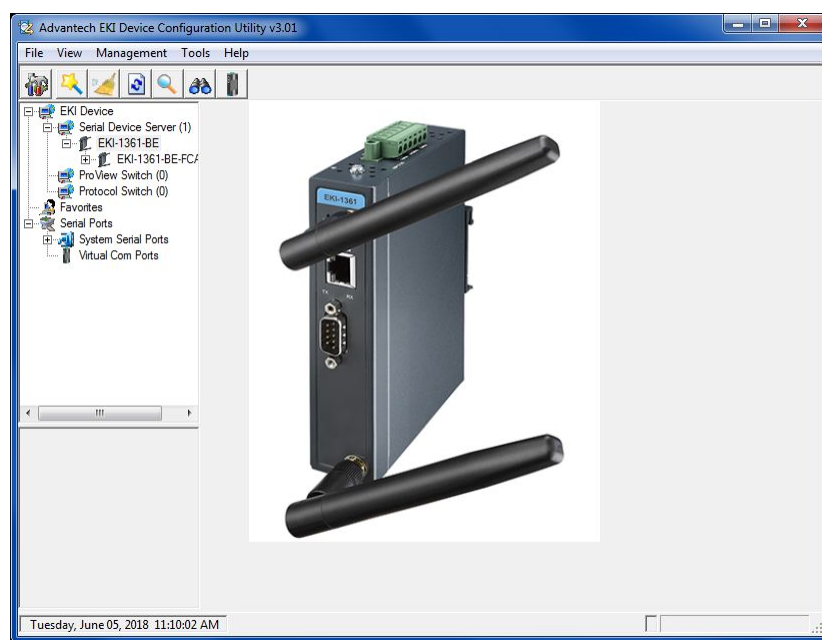 Advantech EKI Device Configuration Utility v3.01
File View Management Tools Help
EKI Device
Serial Device Server (1)
EKI-1361-BE
EKI-1361-BE-FCA
ProView Switch (0)
Protocol Switch (0)
Favorites
Serial Ports
System Serial Ports
Virtual Com Ports
EKI-1361
TX RX
Tuesday, June 05, 2018 11:10:02 AM